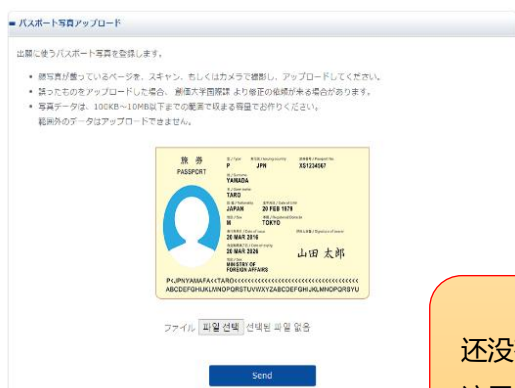 パスポート写真アップロード
出願に使うパスポート写真を登録します。
顔写真が載っているページを、スキャン、もしくはカメラで撮影し、アップロードしてください。
誤ったものをアップロードした場合、創価大学国際課 より修正の依頼が来る場合があります。
写真データは、100KB~10MB以下までの範囲で収まる容量でお作りください。
範囲外のデータはアップロードできません。
旅 券
PASSPORT
P JPN XS1234567
YAMADA
TARO
JAPAN 20 FEB 1979
M TOKYO
20 MAR 2016
20 MAR 2026
山田 太郎
MINISTRY OF
FOREIGN AFFAIRS
ファイル 파일 선택 선택된 파일 없음
Send
还没